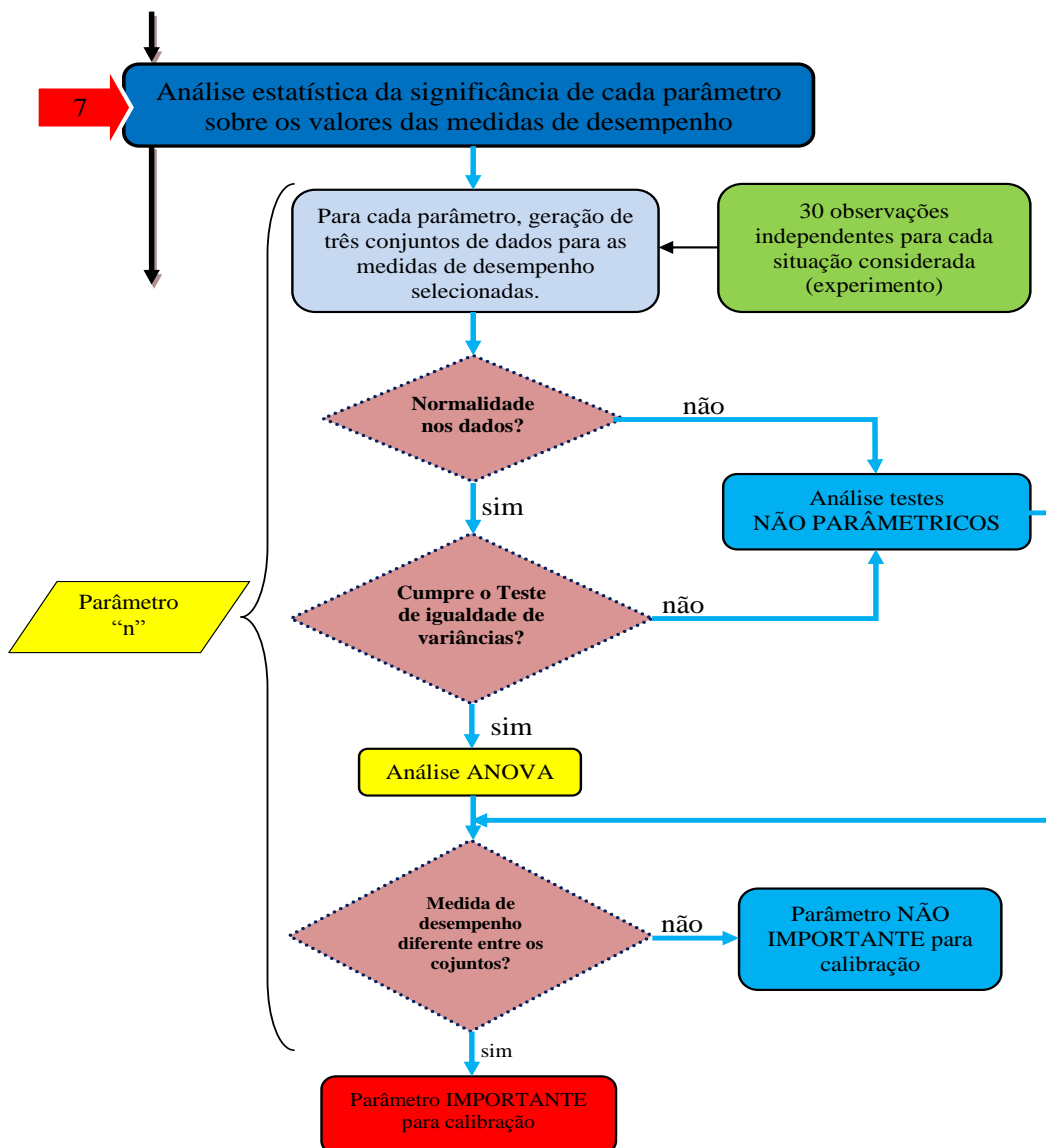 7
Análise estatística da significância de cada parâmetro
sobre os valores das medidas de desempenho
Para cada parâmetro, geração de
três conjuntos de dados para as
medidas de desempenho
selecionadas.
30 observações
independentes para cada
situação considerada
(experimento)
Normalidade
nos dados?
não
sim
Análise testes
NÃO PARÂMETRICOS
Cumpre o Teste
de igualdade de
variâncias?
não
sim
Parâmetro
“n”
Análise ANOVA
Medida de
desempenho
diferente entre os
cojuntos?
não
Parâmetro NÃO
IMPORTANTE para
calibração
sim
Parâmetro IMPORTANTE
para calibração